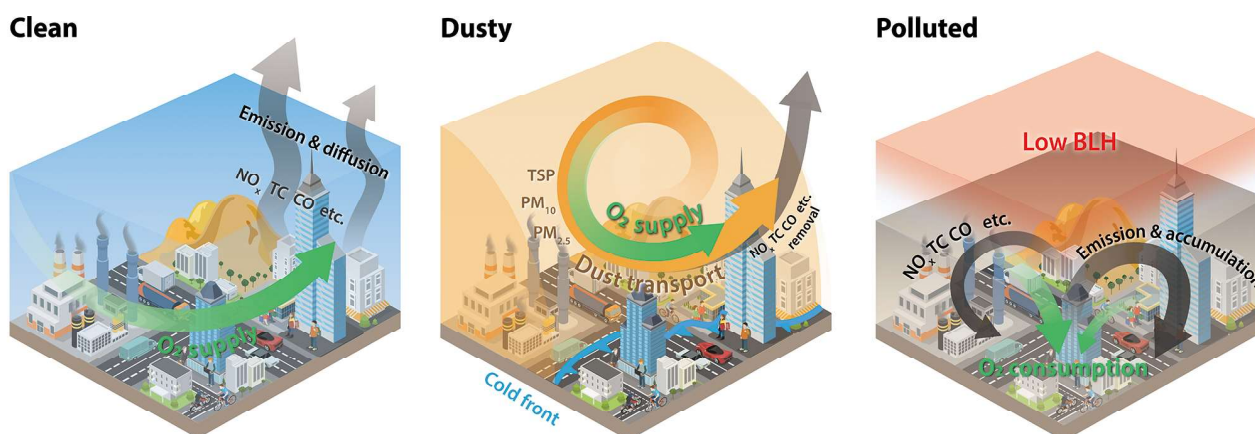 Clean
Emission & diffusion
NOx TC CO etc.
O2 supply
Dusty
TSP
PM10
PM2.5
O2 supply
Dust transport
NOx TC CO etc.
removal
Cold front
Polluted
Low BLH
NOx TC CO etc.
Emission & accumulation
O2 consumption